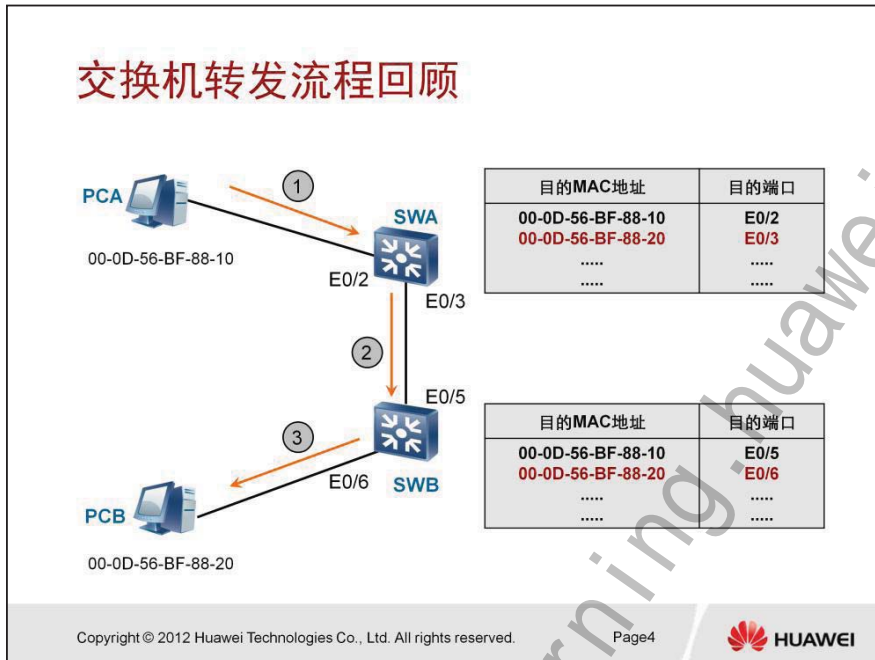 交换机转发流程回顾
PCA
1
SWA
00-0D-56-BF-88-10
E0/2
E0/3
目的MAC地址 目的端口
00-0D-56-BF-88-10 E0/2
00-0D-56-BF-88-20 E0/3
..... .....
..... .....
2
E0/5
3
E0/6
SWB
PCB
00-0D-56-BF-88-20
目的MAC地址 目的端口
00-0D-56-BF-88-10 E0/5
00-0D-56-BF-88-20 E0/6
..... .....
..... .....
Copyright © 2012 Huawei Technologies Co., Ltd. All rights reserved.
Page4
HUAWEI
rning.huawei.